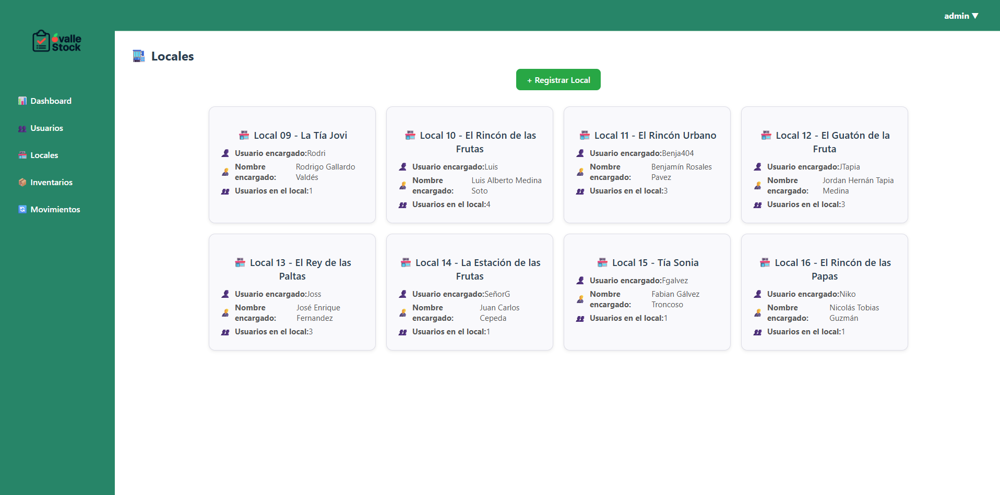 admin ▼
ovalle
Stock
Dashboard
Usuarios
Locales
Inventarios
Movimientos
Locales
+ Registrar Local
Local 09 - La Tía Jovi
Usuario encargado:Rodri
Nombre encargado: Rodrigo Gallardo Valdés
Usuarios en el local:1
Local 10 - El Rincón de las
Frutas
Usuario encargado:Luis
Nombre encargado: Luis Alberto Medina Soto
Usuarios en el local:4
Local 11 - El Rincón Urbano
Usuario encargado:Benja404
Nombre encargado: Benjamín Rosales Pavez
Usuarios en el local:3
Local 12 - El Guatón de la
Fruta
Usuario encargado:JTapia
Nombre encargado: Jordan Hernán Tapia Medina
Usuarios en el local:3
Local 13 - El Rey de las
Paltas
Usuario encargado:Joss
Nombre encargado: José Enrique Fernandez
Usuarios en el local:3
Local 14 - La Estación de las
Frutas
Usuario encargado:SeñorG
Nombre encargado: Juan Carlos Cepeda
Usuarios en el local:1
Local 15 - Tía Sonia
Usuario encargado:Fgalvez
Nombre encargado: Fabian Gálvez Troncoso
Usuarios en el local:1
Local 16 - El Rincón de las
Papas
Usuario encargado:Niko
Nombre encargado: Nicolás Tobias Guzmán
Usuarios en el local:1